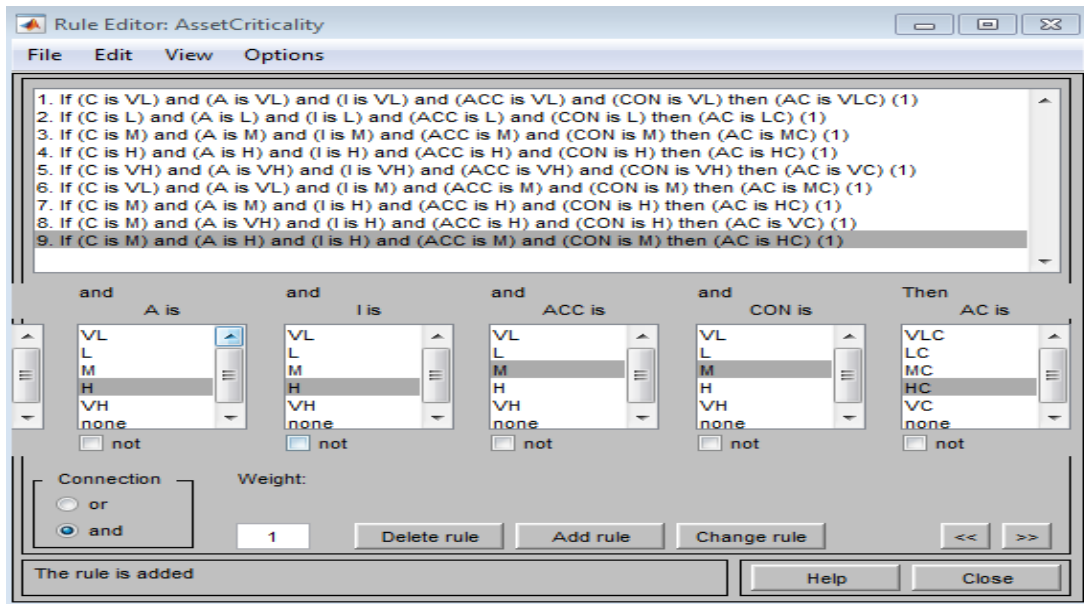 Rule Editor: AssetCriticality
File Edit View Options
1. If (C is VL) and (A is VL) and (I is VL) and (ACC is VL) and (CON is VL) then (AC is VLC) (1)
2. If (C is L) and (A is L) and (I is L) and (ACC is L) and (CON is L) then (AC is LC) (1)
3. If (C is M) and (A is M) and (I is M) and (ACC is M) and (CON is M) then (AC is MC) (1)
4. If (C is H) and (A is H) and (I is H) and (ACC is H) and (CON is H) then (AC is HC) (1)
5. If (C is VH) and (A is VH) and (I is VH) and (ACC is VH) and (CON is VH) then (AC is VC) (1)
6. If (C is VL) and (A is VL) and (I is M) and (ACC is M) and (CON is M) then (AC is MC) (1)
7. If (C is M) and (A is M) and (I is H) and (ACC is H) and (CON is H) then (AC is HC) (1)
8. If (C is M) and (A is VH) and (I is H) and (ACC is H) and (CON is H) then (AC is VC) (1)
9. If (C is M) and (A is H) and (I is H) and (ACC is M) and (CON is M) then (AC is HC) (1)
and and and and Then
A is I is ACC is CON is AC is
VL VL VL VL VLC
L L L L LC
M M M M MC
H H H H HC
VH VH VH VH VC
none none none none none
not not not not not
Connection Weight:
or
and 1 Delete rule Add rule Change rule << >>
The rule is added Help Close